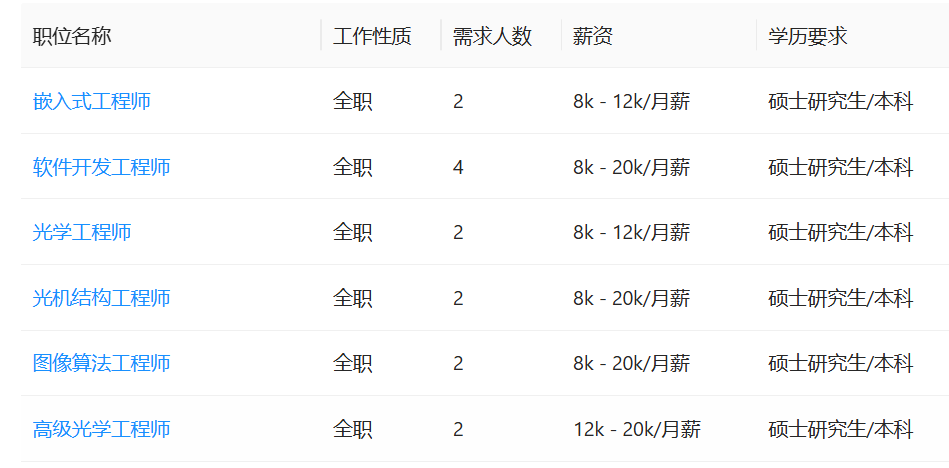 职位名称 工作性质 需求人数 薪资 学历要求
嵌入式工程师 全职 2 8k - 12k/月薪 硕士研究生/本科
软件开发工程师 全职 4 8k - 20k/月薪 硕士研究生/本科
光学工程师 全职 2 8k - 12k/月薪 硕士研究生/本科
光机结构工程师 全职 2 8k - 20k/月薪 硕士研究生/本科
图像算法工程师 全职 2 8k - 20k/月薪 硕士研究生/本科
高级光学工程师 全职 2 12k - 20k/月薪 硕士研究生/本科